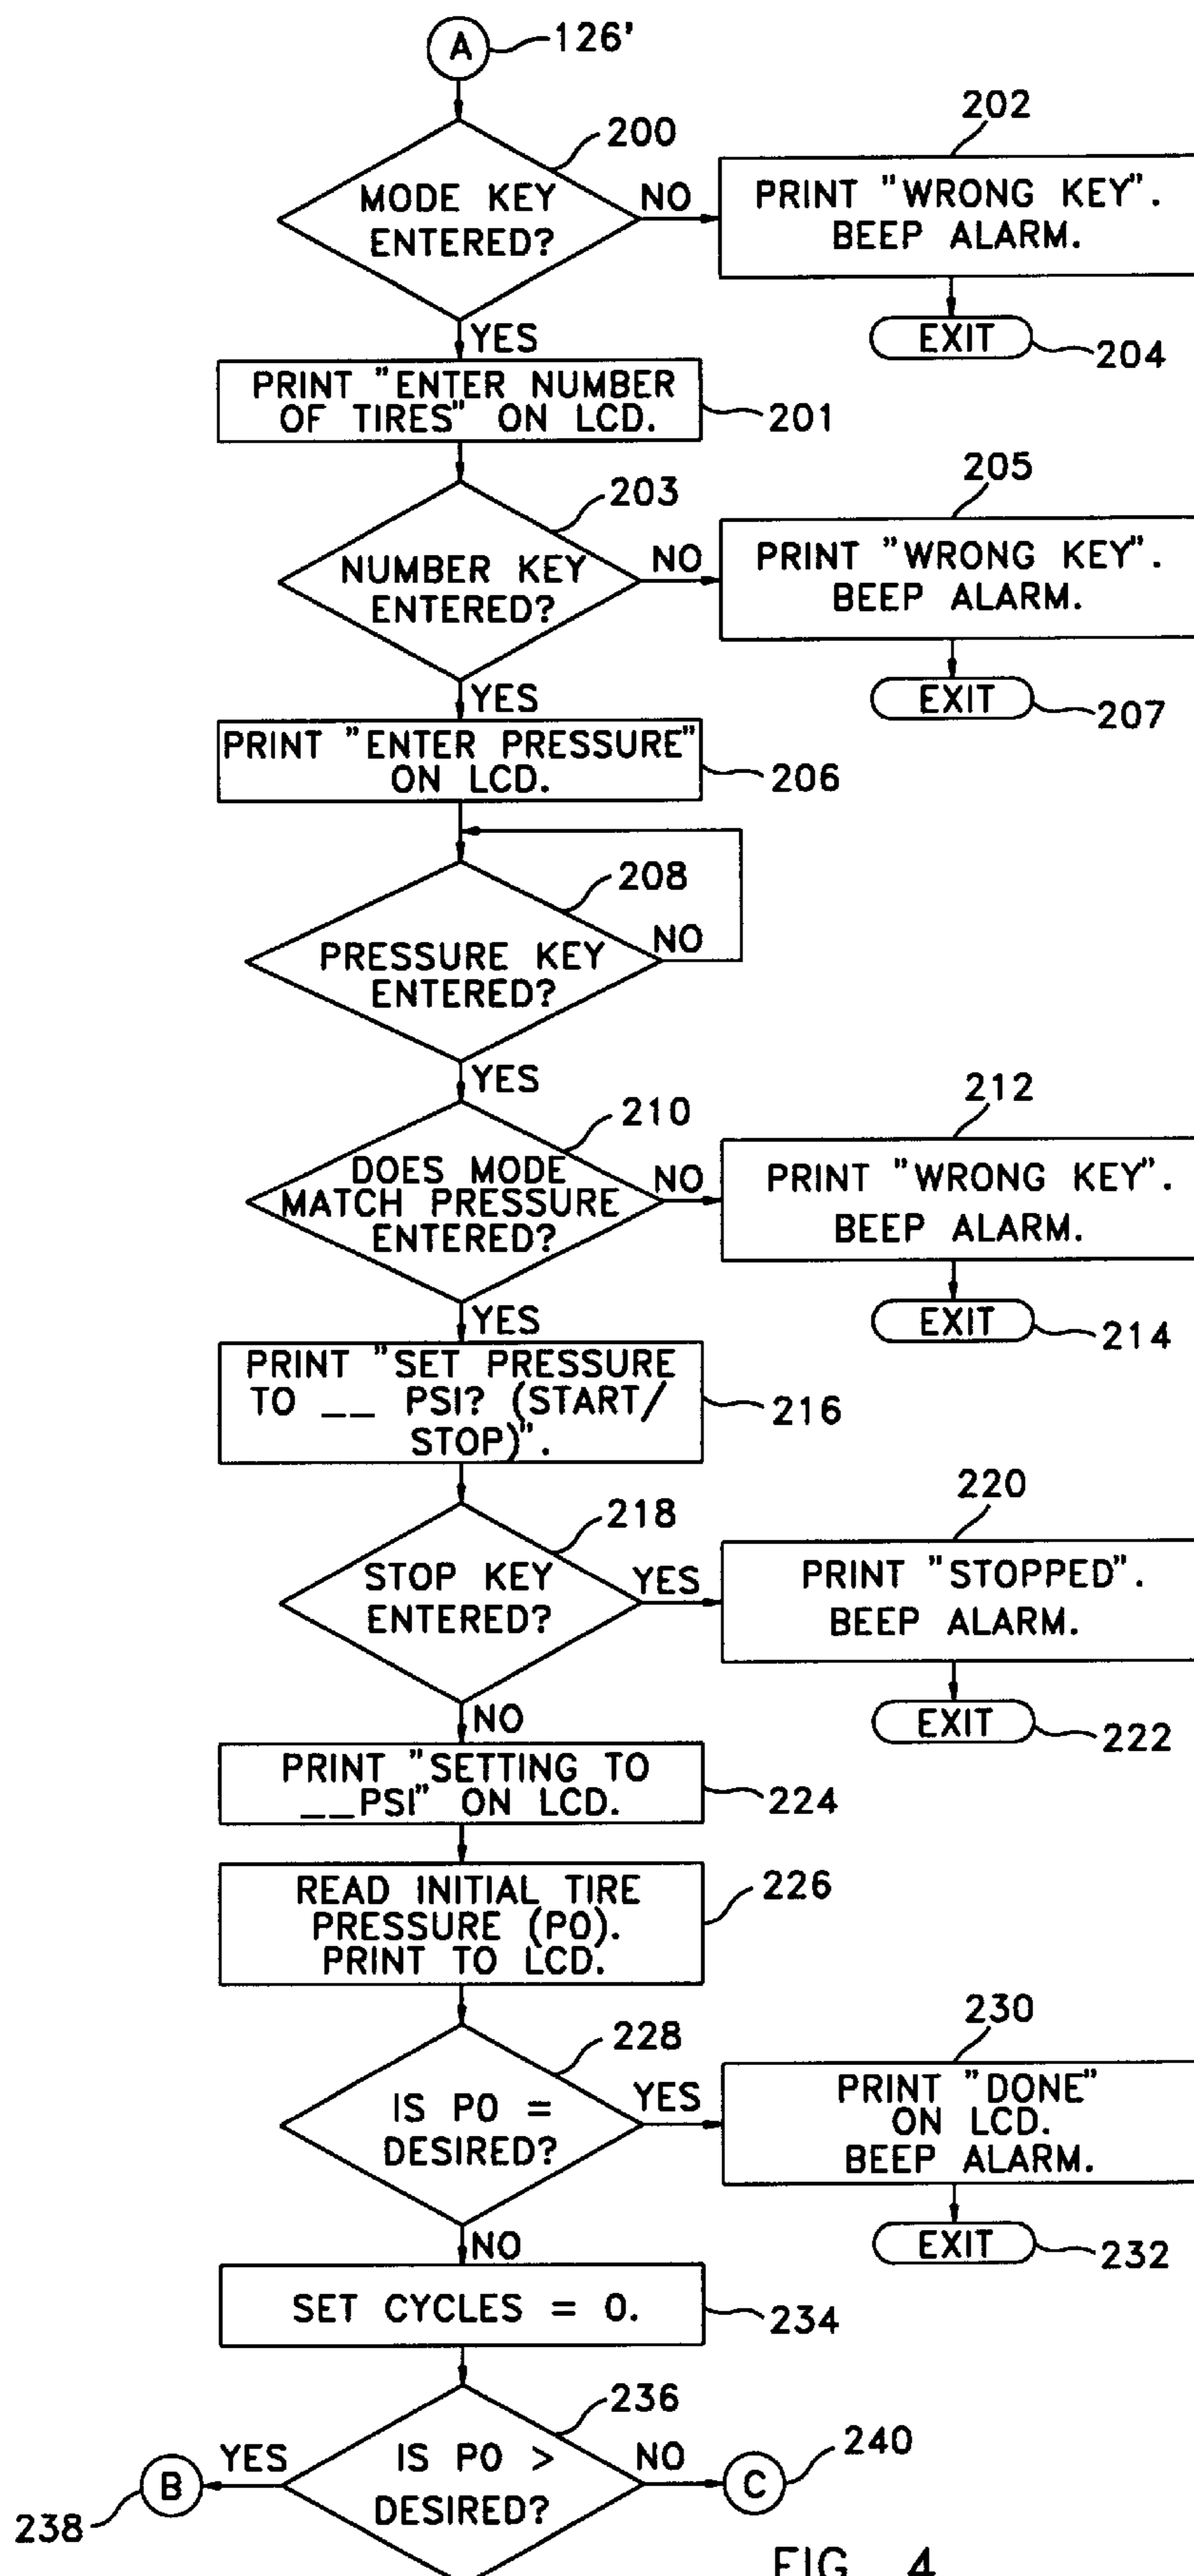 A
126'
200
MODE KEY
ENTERED?
NO
202
PRINT "WRONG KEY".
BEEP ALARM.
EXIT
204
YES
PRINT "ENTER NUMBER
OF TIRES" ON LCD.
201
203
NUMBER KEY
ENTERED?
NO
205
PRINT "WRONG KEY".
BEEP ALARM.
EXIT
207
YES
PRINT "ENTER PRESSURE"
ON LCD.
206
208
PRESSURE KEY
ENTERED?
NO
YES
210
DOES MODE
MATCH PRESSURE
ENTERED?
NO
212
PRINT "WRONG KEY".
BEEP ALARM.
EXIT
214
YES
PRINT "SET PRESSURE
TO __ PSI? (START/
STOP)".
216
218
STOP KEY
ENTERED?
YES
220
PRINT "STOPPED".
BEEP ALARM.
EXIT
222
NO
PRINT "SETTING TO
__PSI" ON LCD.
224
READ INITIAL TIRE
PRESSURE (PO).
PRINT TO LCD.
226
228
IS PO =
DESIRED?
YES
230
PRINT "DONE"
ON LCD.
BEEP ALARM.
EXIT
232
NO
SET CYCLES = 0.
234
236
IS PO >
DESIRED?
YES
B
238
NO
C
240
FIG. 4